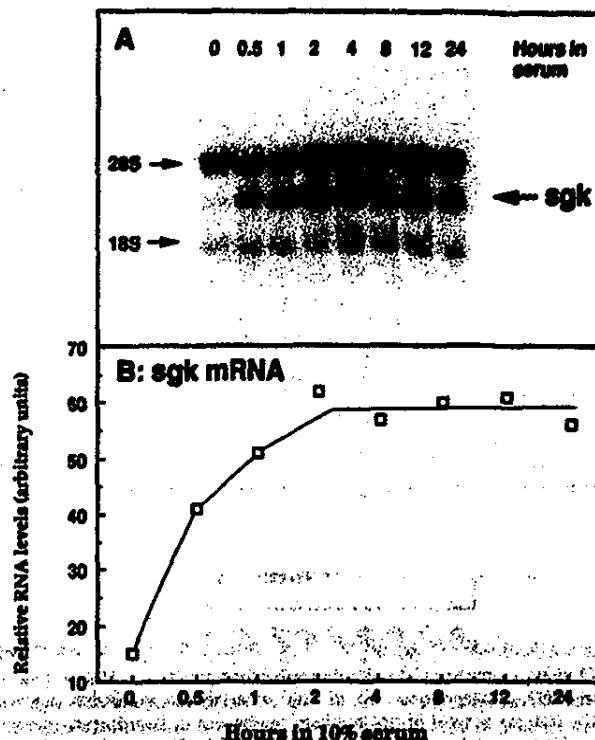 A
0 0.5 1 2 4 8 12 24 Hours in serum
28S
sgk
18S
B: sgk mRNA
Relative RNA levels (arbitrary units)
70
60
50
40
30
20
15
10
0 0.5 1 2 4 8 12 24
Hours in 10% serum